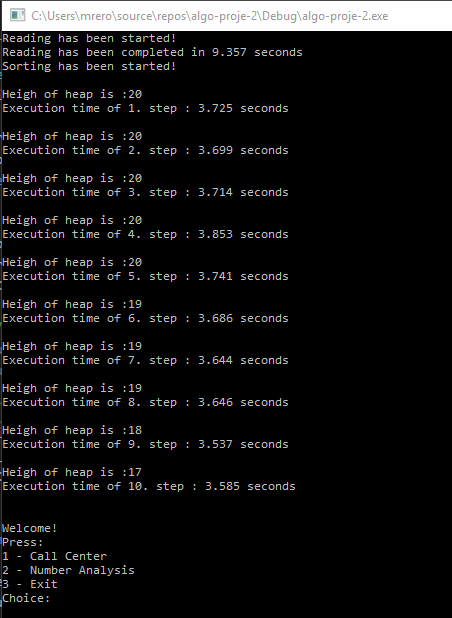 C:\Users\mrero\source\repos\algo-proje-2\Debug\algo-proje-2.exe
Reading has been started!
Reading has been completed in 9.357 seconds
Sorting has been started!
Heigh of heap is :20
Execution time of 1. step : 3.725 seconds
Heigh of heap is :20
Execution time of 2. step : 3.699 seconds
Heigh of heap is :20
Execution time of 3. step : 3.714 seconds
Heigh of heap is :20
Execution time of 4. step : 3.853 seconds
Heigh of heap is :20
Execution time of 5. step : 3.741 seconds
Heigh of heap is :19
Execution time of 6. step : 3.686 seconds
Heigh of heap is :19
Execution time of 7. step : 3.644 seconds
Heigh of heap is :19
Execution time of 8. step : 3.646 seconds
Heigh of heap is :18
Execution time of 9. step : 3.537 seconds
Heigh of heap is :17
Execution time of 10. step : 3.585 seconds
Welcome!
Press:
1 - Call Center
2 - Number Analysis
3 - Exit
Choice: